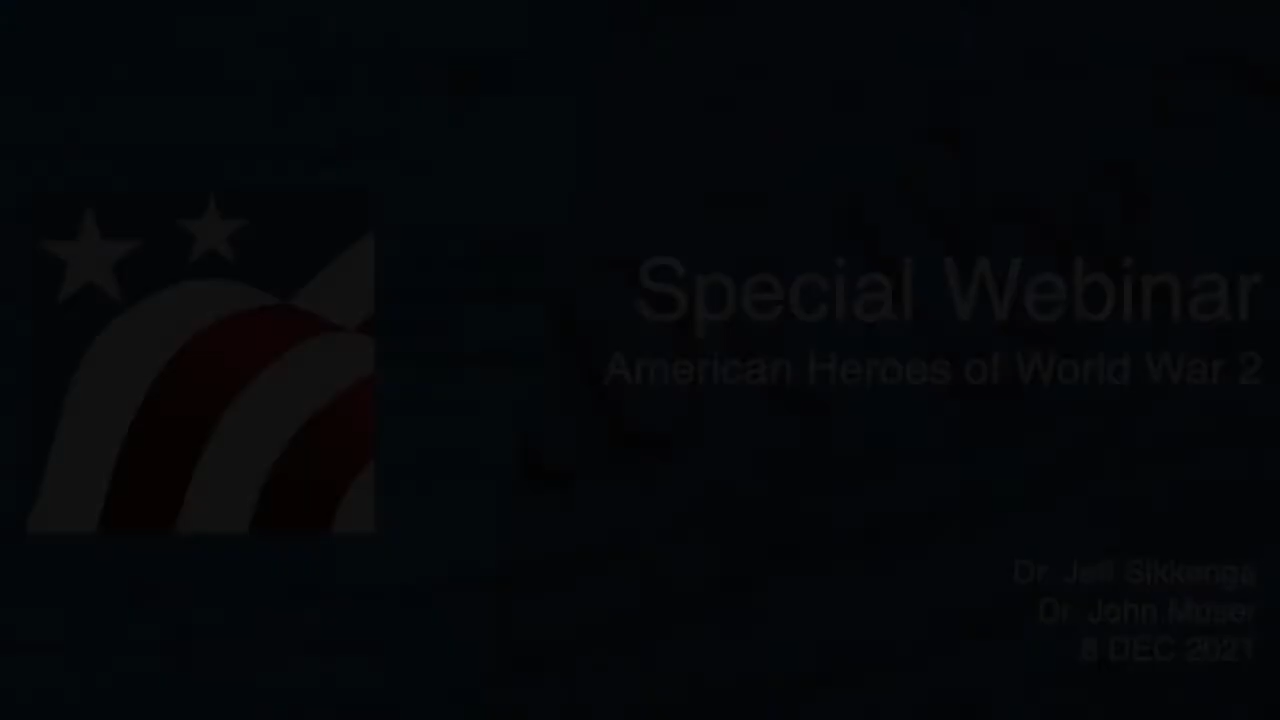 Special Webinar
American Heroes of World War 2
Dr. Jeff Sikkenga
Dr. John Moser
8 DEC 2021